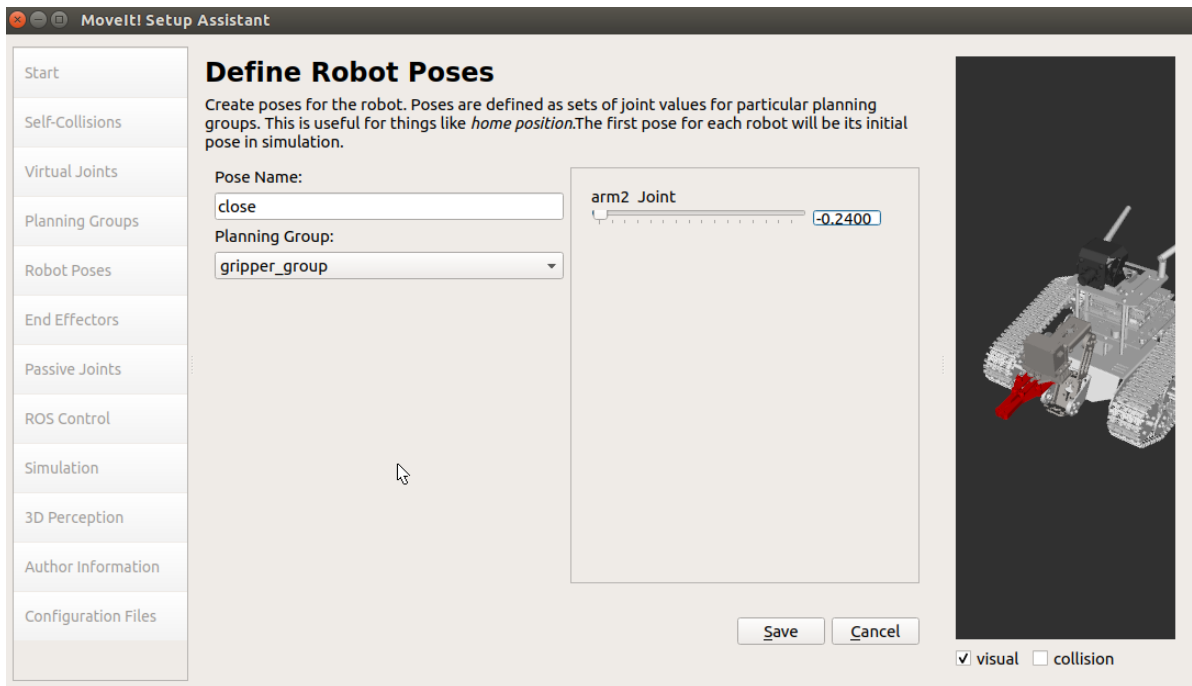 MoveIt! Setup Assistant
Start
Self-Collisions
Virtual Joints
Planning Groups
Robot Poses
End Effectors
Passive Joints
ROS Control
Simulation
3D Perception
Author Information
Configuration Files
Define Robot Poses
Create poses for the robot. Poses are defined as sets of joint values for particular planning
groups. This is useful for things like home position.The first pose for each robot will be its initial
pose in simulation.
Pose Name:
close
Planning Group:
gripper_group
arm2 Joint
-0.2400
Save
Cancel
visual
collision